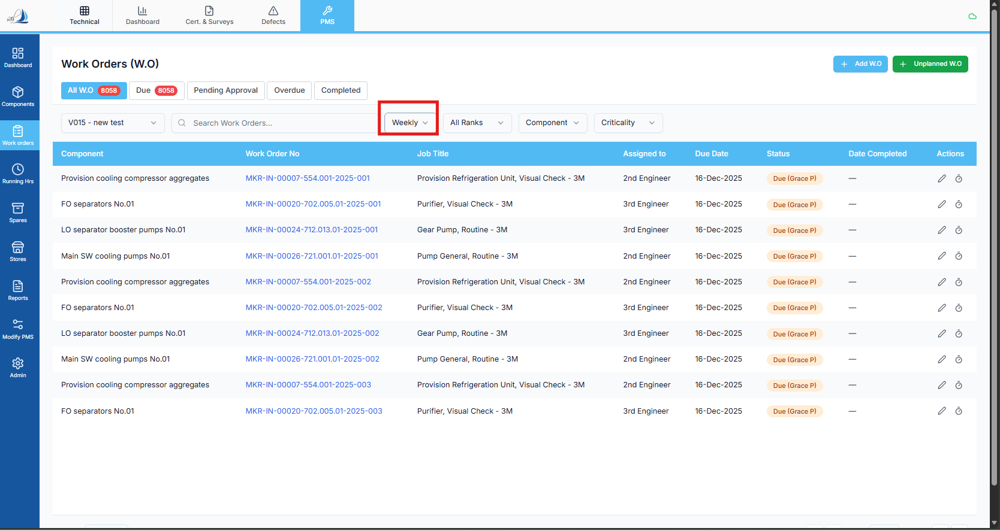 Technical
Dashboard
Cert. & Surveys
Defects
PMS
Dashboard
Components
Work orders
Running Hrs
Spares
Stores
Reports
Modify PMS
Admin
Work Orders (W.O)
+ Add W.O
+ Unplanned W.O
All W.O 8058
Due 8058
Pending Approval
Overdue
Completed
V015 - new test
Search Work Orders...
Weekly
All Ranks
Component
Criticality
Component Work Order No Job Title Assigned to Due Date Status Date Completed Actions
Provision cooling compressor aggregates MKR-IN-00007-554.001-2025-001 Provision Refrigeration Unit, Visual Check - 3M 2nd Engineer 16-Dec-2025 Due (Grace P) —
FO separators No.01 MKR-IN-00020-702.005.01-2025-001 Purifier, Visual Check - 3M 3rd Engineer 16-Dec-2025 Due (Grace P) —
LO separator booster pumps No.01 MKR-IN-00024-712.013.01-2025-001 Gear Pump, Routine - 3M 3rd Engineer 16-Dec-2025 Due (Grace P) —
Main SW cooling pumps No.01 MKR-IN-00026-721.001.01-2025-001 Pump General, Routine - 3M 2nd Engineer 16-Dec-2025 Due (Grace P) —
Provision cooling compressor aggregates MKR-IN-00007-554.001-2025-002 Provision Refrigeration Unit, Visual Check - 3M 2nd Engineer 16-Dec-2025 Due (Grace P) —
FO separators No.01 MKR-IN-00020-702.005.01-2025-002 Purifier, Visual Check - 3M 3rd Engineer 16-Dec-2025 Due (Grace P) —
LO separator booster pumps No.01 MKR-IN-00024-712.013.01-2025-002 Gear Pump, Routine - 3M 3rd Engineer 16-Dec-2025 Due (Grace P) —
Main SW cooling pumps No.01 MKR-IN-00026-721.001.01-2025-002 Pump General, Routine - 3M 2nd Engineer 16-Dec-2025 Due (Grace P) —
Provision cooling compressor aggregates MKR-IN-00007-554.001-2025-003 Provision Refrigeration Unit, Visual Check - 3M 2nd Engineer 16-Dec-2025 Due (Grace P) —
FO separators No.01 MKR-IN-00020-702.005.01-2025-003 Purifier, Visual Check - 3M 3rd Engineer 16-Dec-2025 Due (Grace P) —